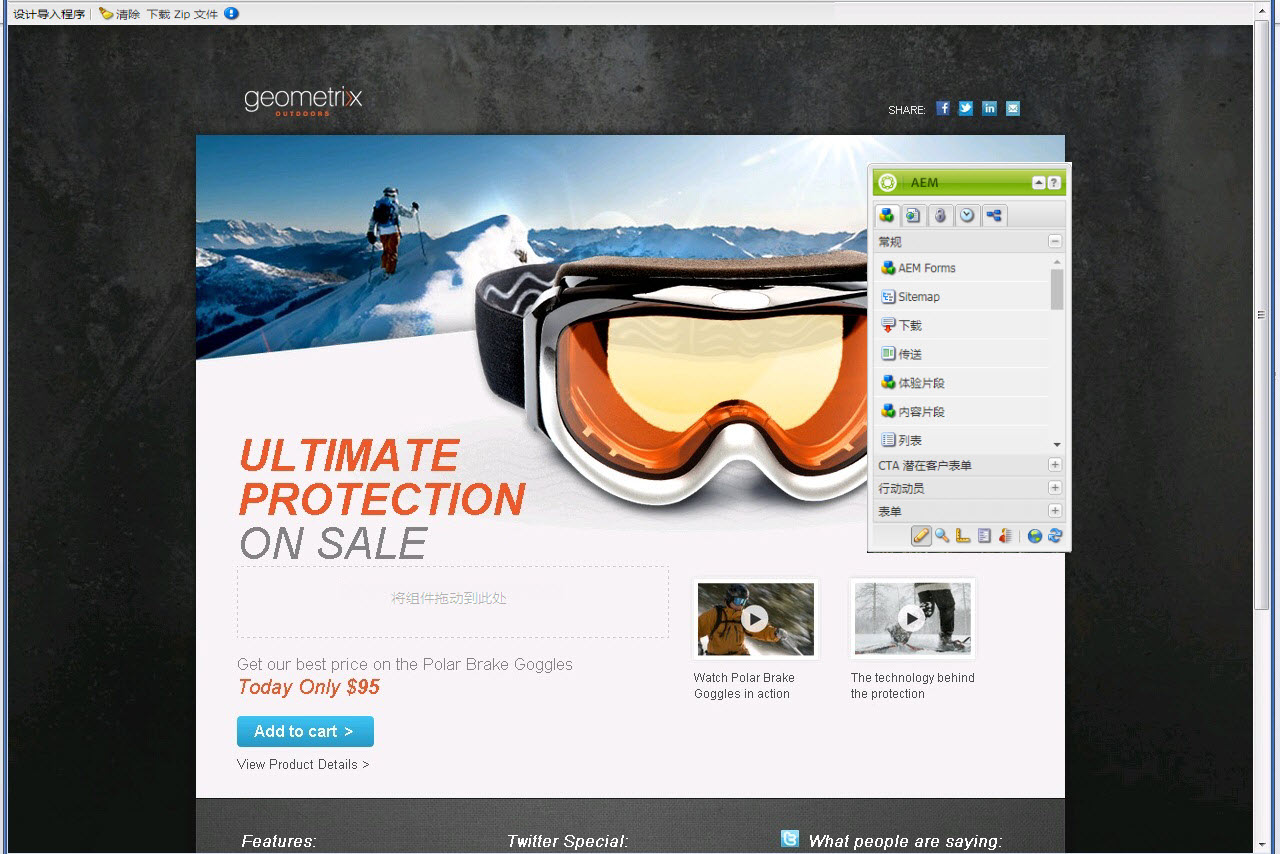 设计导入程序 清除 下载 Zip 文件
geometrixx
OUTDOORS
SHARE:
AEM
常规
AEM Forms
Sitemap
下载
传送
体验片段
内容片段
列表
CTA 潜在客户表单
行动动员
表单
ULTIMATE
PROTECTION
ON SALE
将组件拖动到此处
Get our best price on the Polar Brake Goggles
Today Only $95
Add to cart >
View Product Details >
Watch Polar Brake
Goggles in action
The technology behind
the protection
Features:
Twitter Special:
What people are saying: